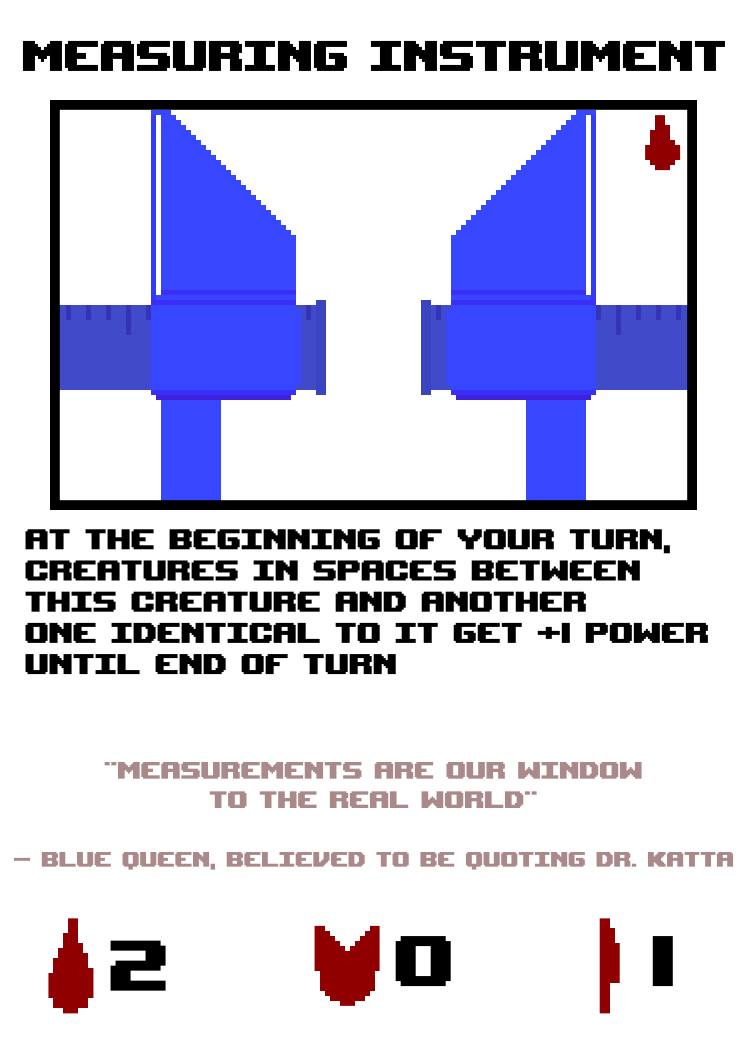 MEASURING INSTRUMENT
AT THE BEGINNING OF YOUR TURN,
CREATURES IN SPACES BETWEEN
THIS CREATURE AND ANOTHER
ONE IDENTICAL TO IT GET +1 POWER
UNTIL END OF TURN
"MEASUREMENTS ARE OUR WINDOW
TO THE REAL WORLD"
- BLUE QUEEN, BELIEVED TO BE QUOTING DR. KATTA
2 0 1